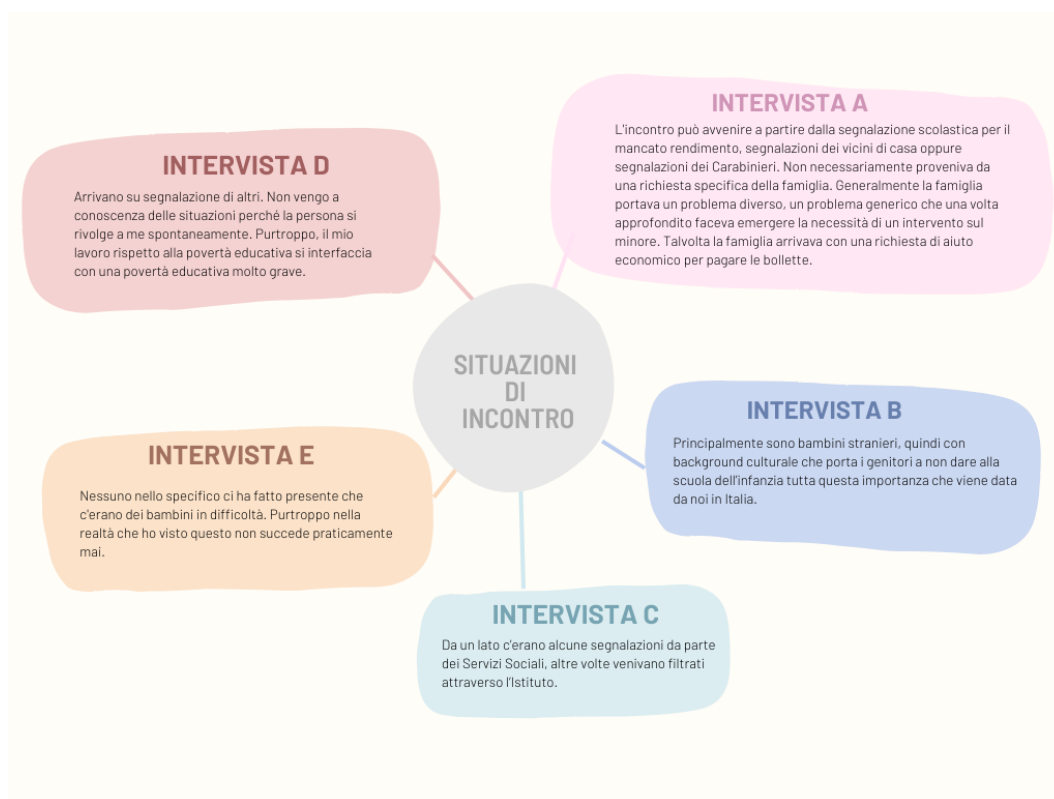 INTERVISTA A
L'incontro può avvenire a partire dalla segnalazione scolastica per il
mancato rendimento, segnalazioni dei vicini di casa oppure
segnalazioni dei Carabinieri. Non necessariamente proveniva da
una richiesta specifica della famiglia. Generalmente la famiglia
portava un problema diverso, un problema generico che una volta
approfondito faceva emergere la necessità di un intervento sul
minore. Talvolta la famiglia arrivava con una richiesta di aiuto
economico per pagare le bollette.
INTERVISTA D
Arrivano su segnalazione di altri. Non vengo a
conoscenza delle situazioni perché la persona si
rivolge a me spontaneamente. Purtroppo, il mio
lavoro rispetto alla povertà educativa si interfaccia
con una povertà educativa molto grave.
SITUAZIONI
DI
INCONTRO
INTERVISTA B
Principalmente sono bambini stranieri, quindi con
background culturale che porta i genitori a non dare alla
scuola dell'infanzia tutta questa importanza che viene data
da noi in Italia.
INTERVISTA E
Nessuno nello specifico ci ha fatto presente che
c'erano dei bambini in difficoltà. Purtroppo nella
realtà che ho visto questo non succede praticamente
mai.
INTERVISTA C
Da un lato c'erano alcune segnalazioni da parte
dei Servizi Sociali, altre volte venivano filtrati
attraverso l'Istituto.